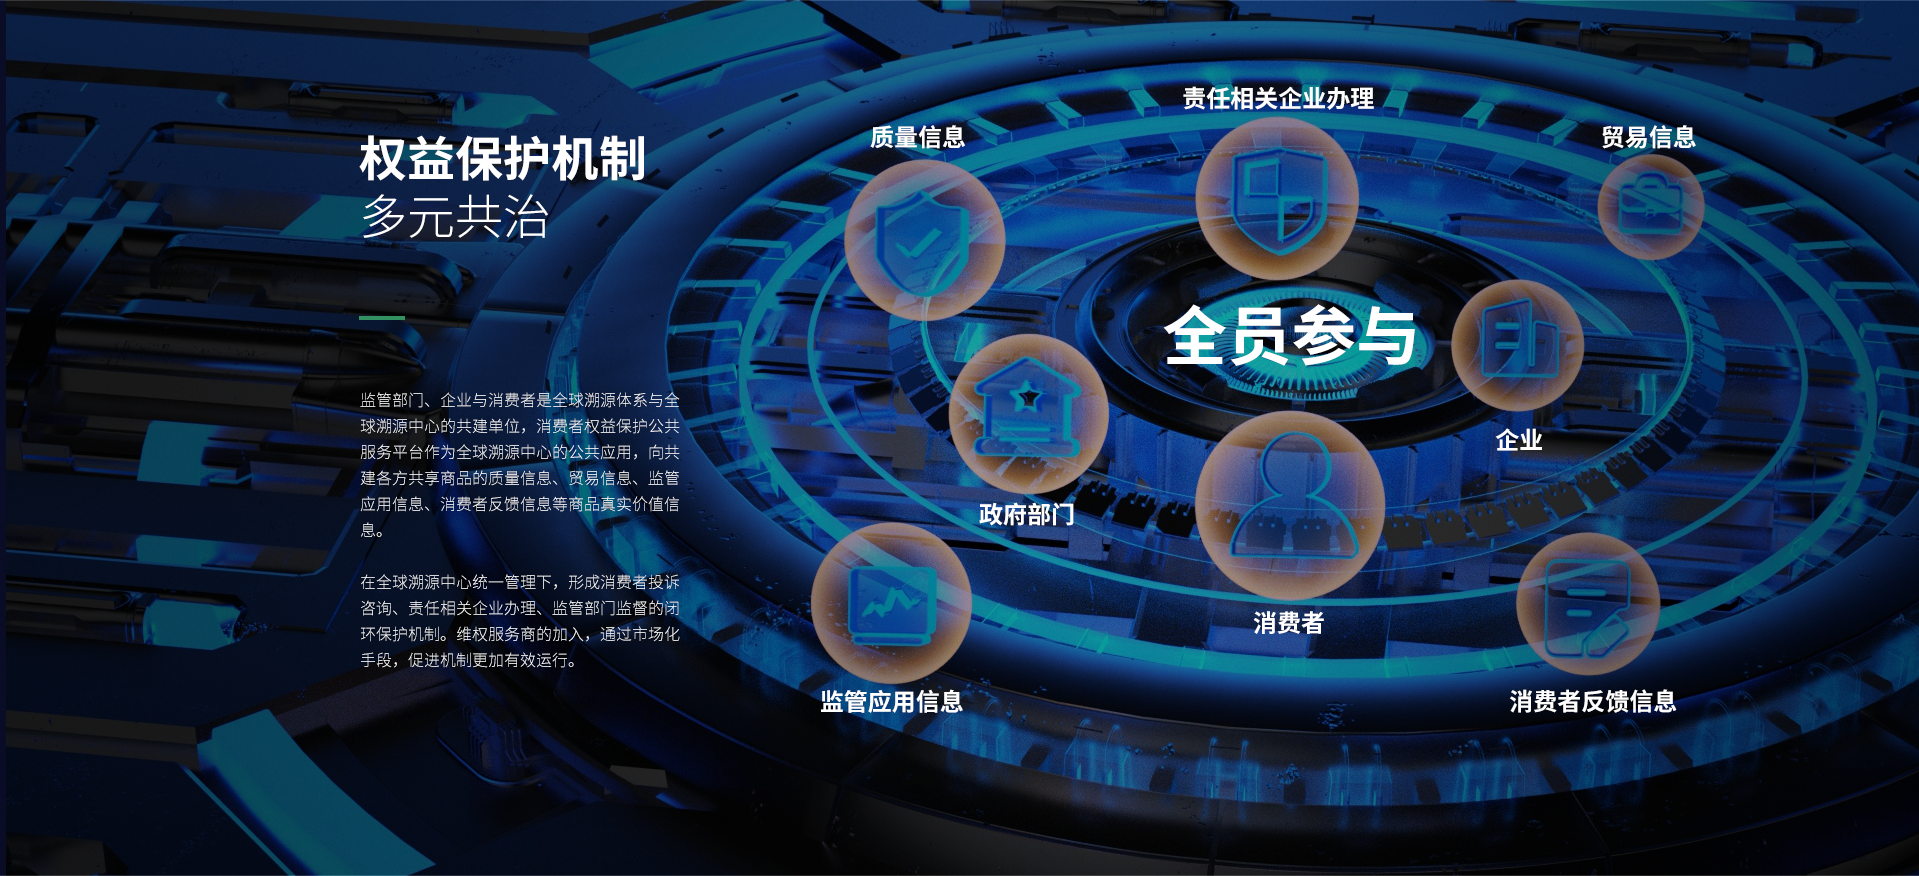 权益保护机制
多元共治
监管部门、企业与消费者是全球溯源体系与全
球溯源中心的共建单位，消费者权益保护公共
服务平台作为全球溯源中心的公共应用，向共
建各方共享商品的质量信息、贸易信息、监管
应用信息、消费者反馈信息等商品真实价值信
息。
在全球溯源中心统一管理下，形成消费者投诉
咨询、责任相关企业办理、监管部门监督的闭
环保护机制。维权服务商的加入，通过市场化
手段，促进机制更加有效运行。
责任相关企业办理
质量信息
贸易信息
全员参与
企业
政府部门
消费者
监管应用信息
消费者反馈信息